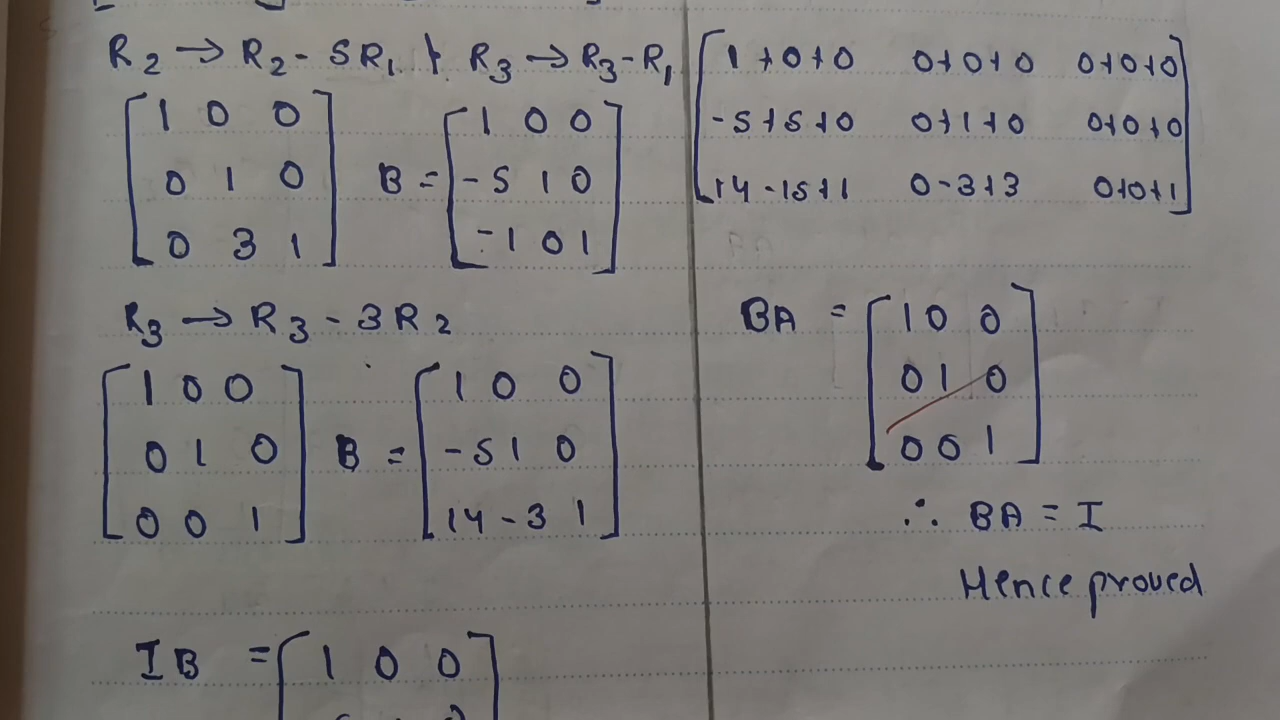 R2 → R2 - 5R1 & R3 → R3 - R1
[1 0 0
0 1 0
0 3 1]
B = [1 0 0
-5 1 0
-1 0 1]
R3 → R3 - 3R2
[1 0 0
0 1 0
0 0 1]
B = [1 0 0
-5 1 0
14 -3 1]
IB = [1 0 0
[1+0+0 0+0+0 0+0+0
-5+5+0 0+1+0 0+0+0
14-15+1 0-3+3 0+0+1]
BA = [1 0 0
0 1 0
0 0 1]
∴ BA = I
Hence proved